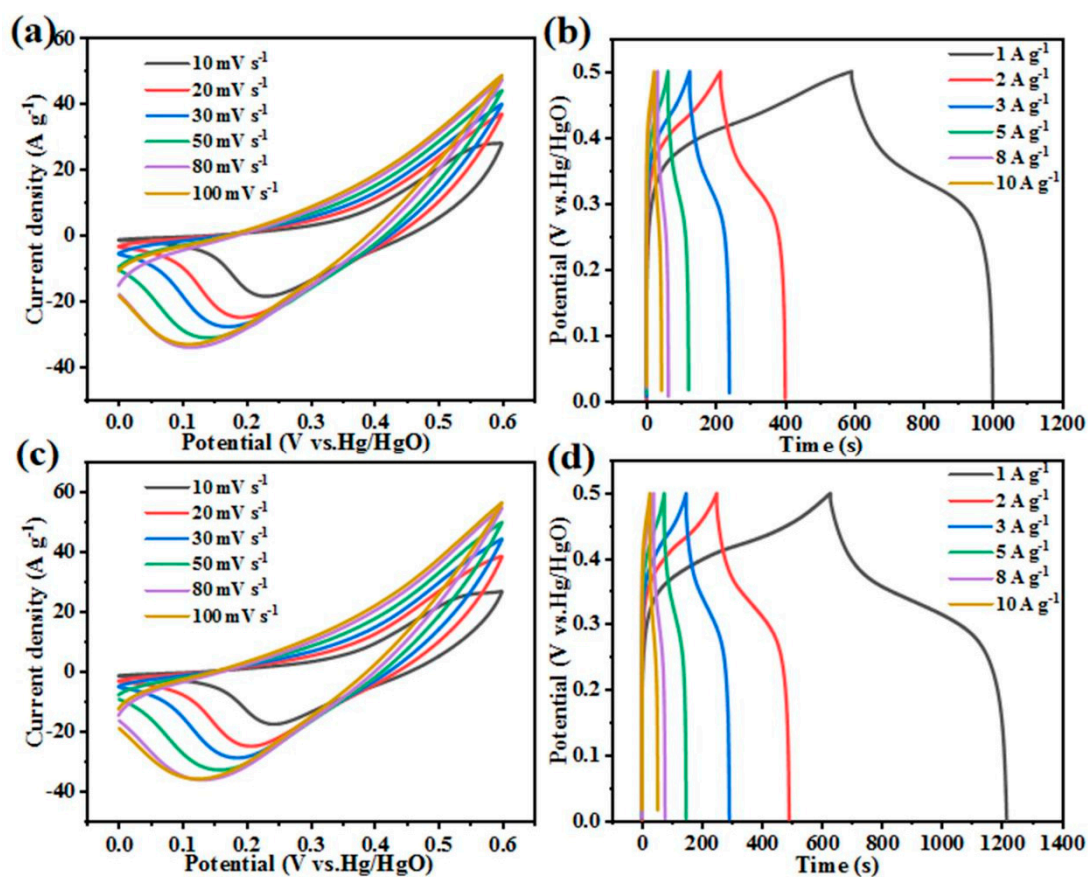 (a)
60
40
20
0
-20
-40
Current density (A g-1)
10 mV s-1
20 mV s-1
30 mV s-1
50 mV s-1
80 mV s-1
100 mV s-1
0.0 0.1 0.2 0.3 0.4 0.5 0.6
Potential (V vs.Hg/HgO)
(b)
0.5
0.4
0.3
0.2
0.1
0.0
Potential (V vs.Hg/HgO)
1 A g-1
2 A g-1
3 A g-1
5 A g-1
8 A g-1
10 A g-1
0 200 400 600 800 1000 1200
Time (s)
(c)
60
40
20
0
-20
-40
Current density (A g-1)
10 mV s-1
20 mV s-1
30 mV s-1
50 mV s-1
80 mV s-1
100 mV s-1
0.0 0.1 0.2 0.3 0.4 0.5 0.6
Potential (V vs.Hg/HgO)
(d)
0.5
0.4
0.3
0.2
0.1
0.0
Potential (V vs.Hg/HgO)
1 A g-1
2 A g-1
3 A g-1
5 A g-1
8 A g-1
10 A g-1
0 200 400 600 800 1000 1200 1400
Time (s)